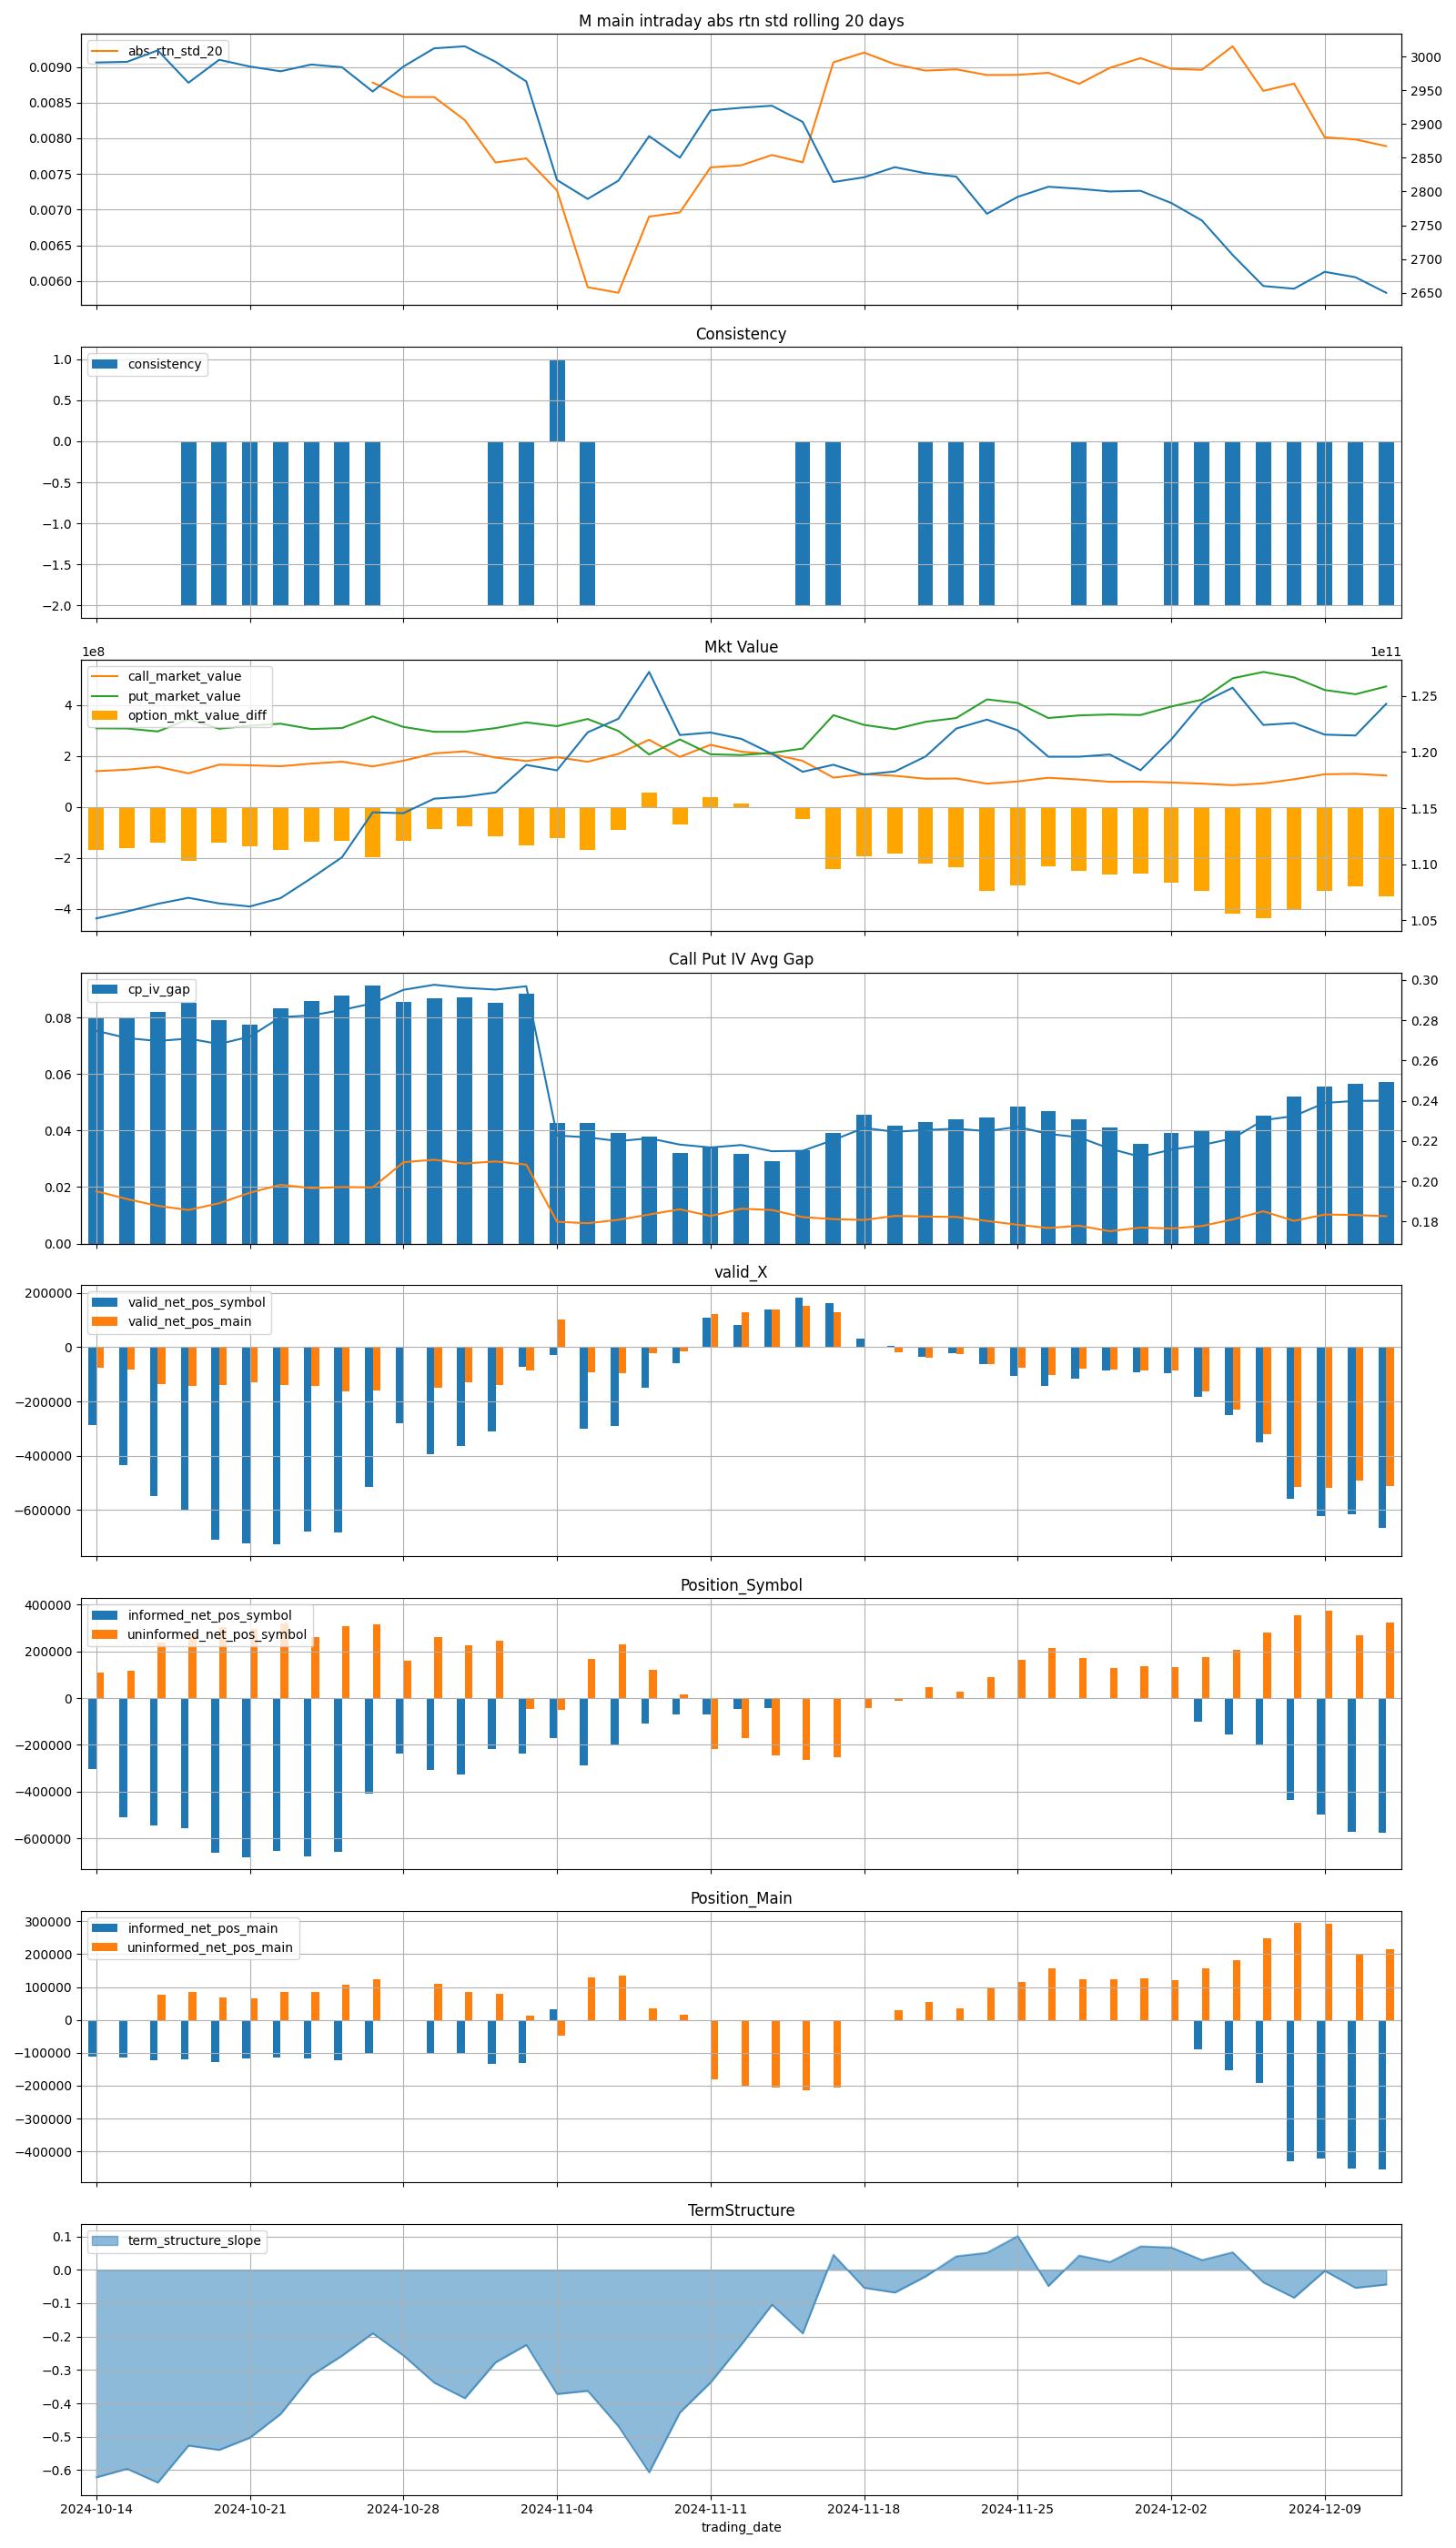 M main intraday abs rtn std rolling 20 days
abs_rtn_std_20
0.0090
0.0085
0.0080
0.0075
0.0070
0.0065
0.0060
3000
2950
2900
2850
2800
2750
2700
2650
Consistency
consistency
1.0
0.5
0.0
−0.5
−1.0
−1.5
−2.0
Mkt Value
1e8
1e11
call_market_value
put_market_value
option_mkt_value_diff
4
2
0
−2
−4
1.25
1.20
1.15
1.10
1.05
Call Put IV Avg Gap
cp_iv_gap
0.08
0.06
0.04
0.02
0.00
0.30
0.28
0.26
0.24
0.22
0.20
0.18
valid_X
valid_net_pos_symbol
valid_net_pos_main
200000
0
−200000
−400000
−600000
Position_Symbol
informed_net_pos_symbol
uninformed_net_pos_symbol
400000
200000
0
−200000
−400000
−600000
Position_Main
informed_net_pos_main
uninformed_net_pos_main
300000
200000
100000
0
−100000
−200000
−300000
−400000
TermStructure
term_structure_slope
0.1
0.0
−0.1
−0.2
−0.3
−0.4
−0.5
−0.6
2024-10-14 2024-10-21 2024-10-28 2024-11-04 2024-11-11 2024-11-18 2024-11-25 2024-12-02 2024-12-09
trading_date